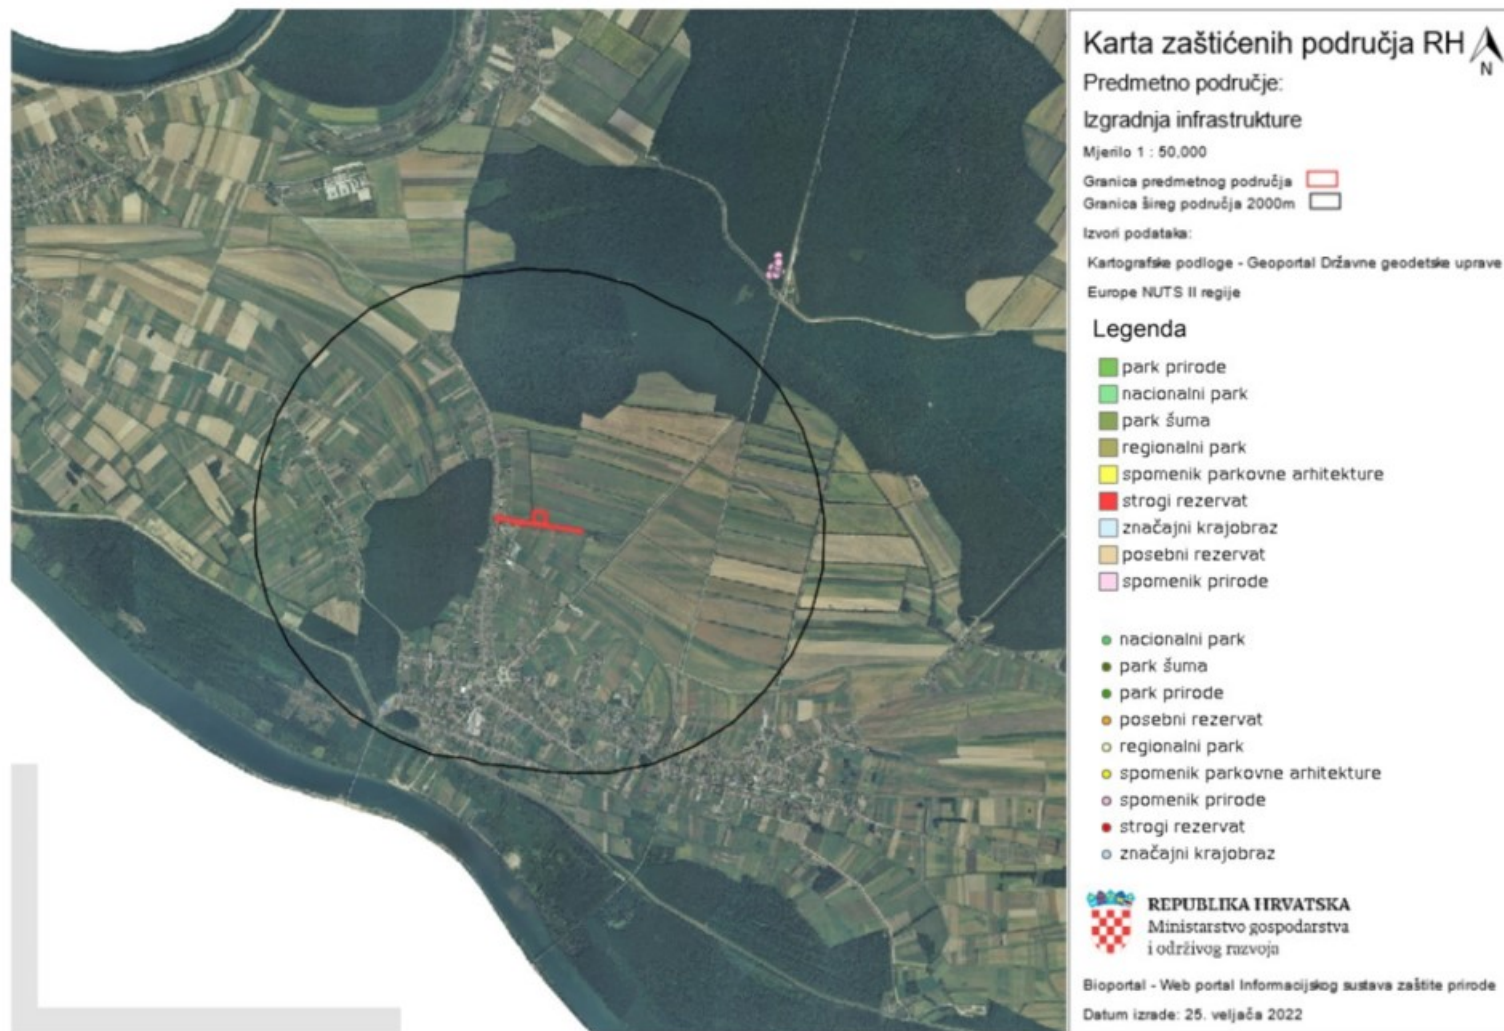 Karta zaštićenih područja RH
N
Predmetno područje:
Izgradnja infrastrukture
Mjerilo 1 : 50,000
Granica predmetnog područja
Granica šireg područja 2000m
Izvori podataka:
Kartografske podloge - Geoportal Državne geodetske uprave
Europe NUTS II regije
Legenda
park prirode
nacionalni park
park šuma
regionalni park
spomenik parkovne arhitekture
strogi rezervat
značajni krajobraz
posebni rezervat
spomenik prirode
nacionalni park
park šuma
park prirode
posebni rezervat
regionalni park
spomenik parkovne arhitekture
spomenik prirode
strogi rezervat
značajni krajobraz
REPUBLIKA HRVATSKA
Ministarstvo gospodarstva
i održivog razvoja
Bioportal - Web portal Informacijskog sustava zaštite prirode
Datum izrade: 25. veljača 2022